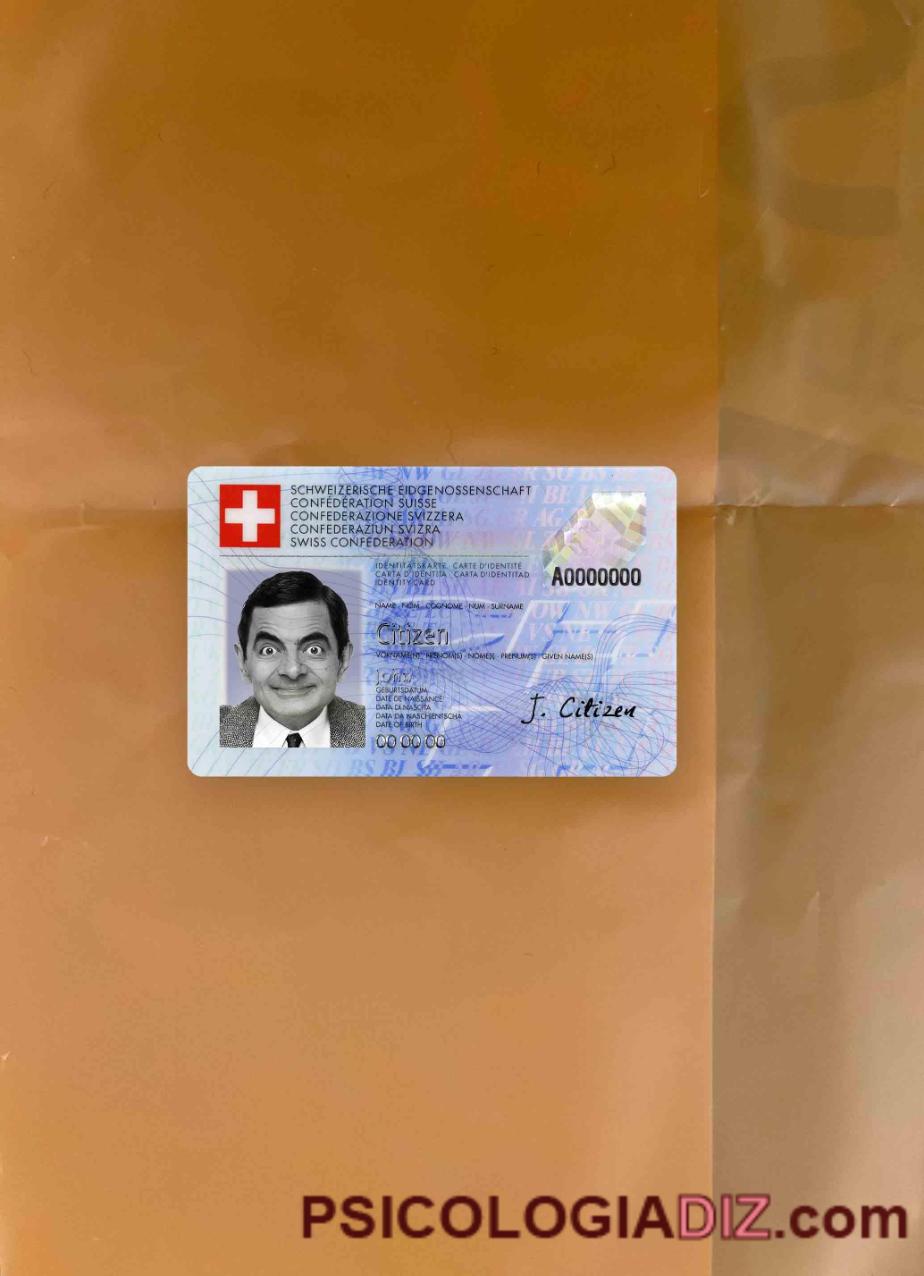 SCHWEIZERISCHE EIDGENOSSENSCHAFT
CONFÉDÉRATION SUISSE
CONFEDERAZIONE SVIZZERA
CONFEDERAZIUN SVIZRA
SWISS CONFEDERATION
IDENTITÄTSKARTE CARTE D'IDENTITÉ
CARTA D'IDENTITÀ CARTA D'IDENTITAD
IDENTITY CARD
A0000000
NAME · NOM · COGNOME · NUM · SURNAME
Citizen
VORNAME(N) · PRÉNOM(S) · NOME(I) · PRENUM(S) · GIVEN NAME(S)
John
GEBURTSDATUM
DATE DE NAISSANCE
DATA DI NASCITA
DATA DA NASCHIENTSCHA
DATE OF BIRTH
00 00 00
J. Citizen
PSICOLOGIADIZ.com